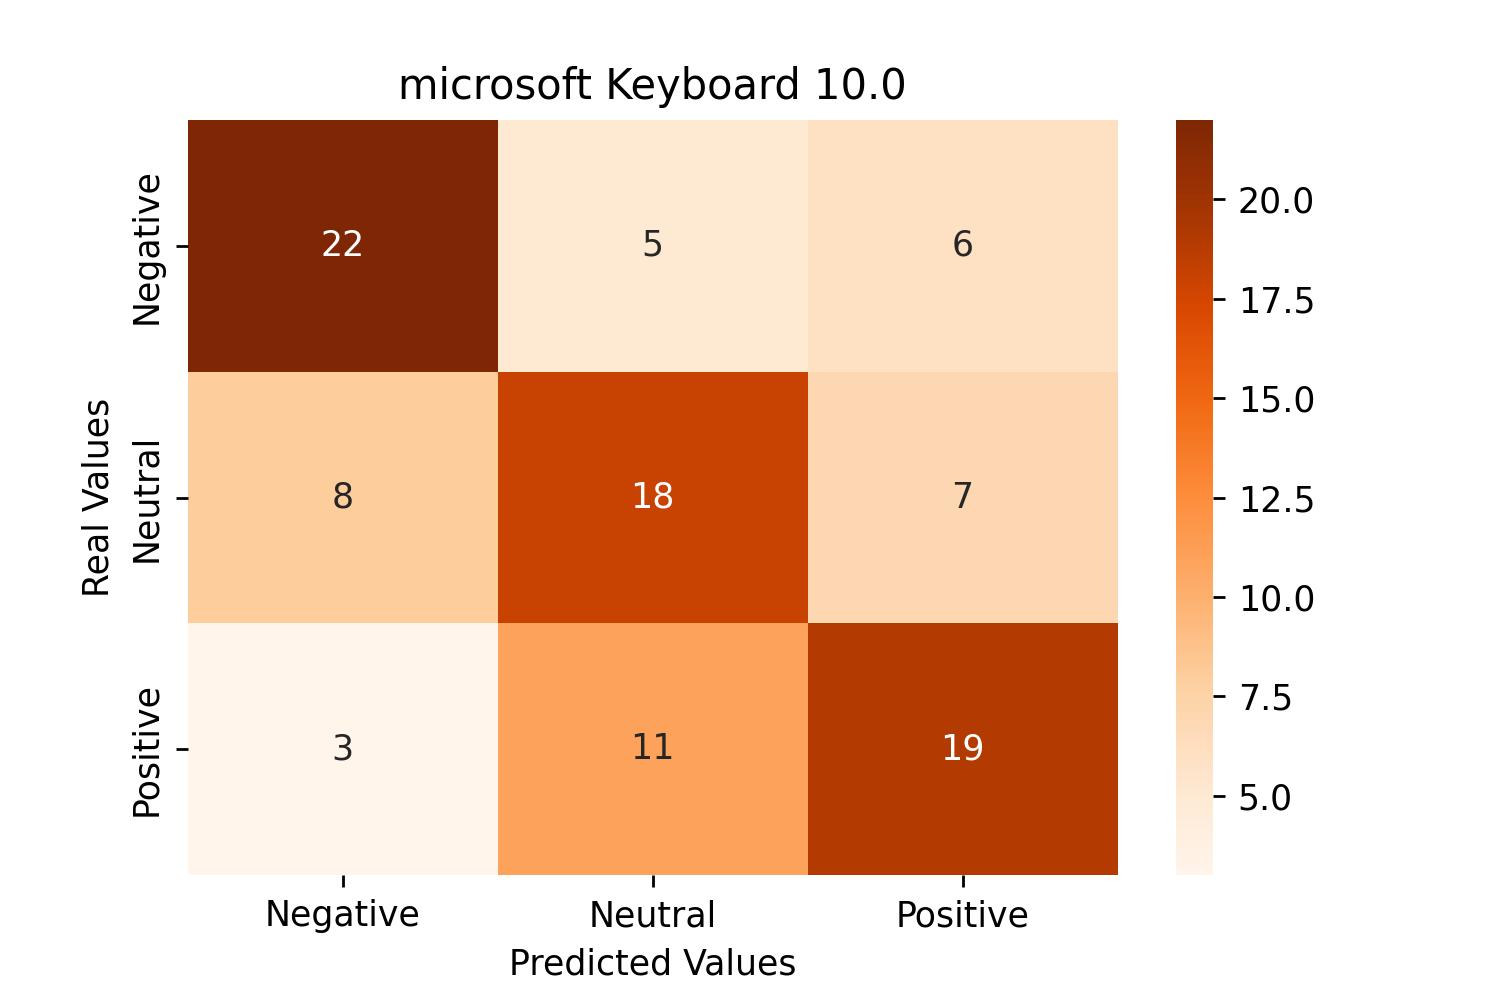 microsoft Keyboard 10.0
Real Values
Negative
22 5 6
Neutral
8 18 7
Positive
3 11 19
Negative Neutral Positive
Predicted Values
20.0
17.5
15.0
12.5
10.0
7.5
5.0